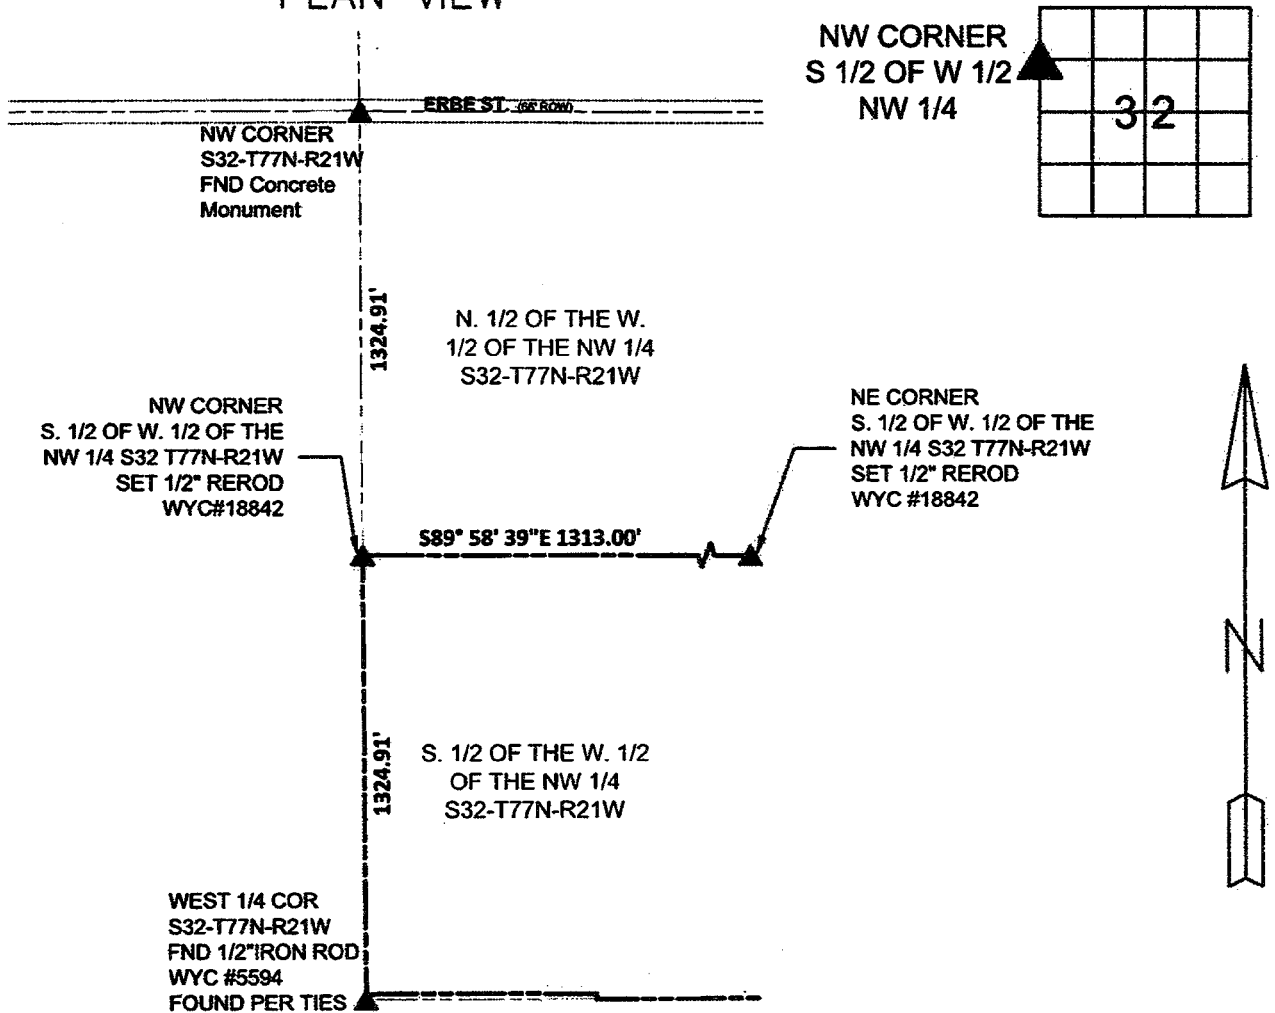 PLAN VIEW
NW CORNER
S 1/2 OF W 1/2
NW 1/4
32
ERBE ST. (66' ROW)
NW CORNER
S32-T77N-R21W
FND Concrete
Monument
1324.91'
N. 1/2 OF THE W.
1/2 OF THE NW 1/4
S32-T77N-R21W
NW CORNER
S. 1/2 OF W. 1/2 OF THE
NW 1/4 S32 T77N-R21W
SET 1/2" REROD
WYC#18842
NE CORNER
S. 1/2 OF W. 1/2 OF THE
NW 1/4 S32-T77N-R21W
SET 1/2" REROD
WYC #18842
S89° 58' 39"E 1313.00'
N
1324.91'
S. 1/2 OF THE W. 1/2
OF THE NW 1/4
S32-T77N-R21W
WEST 1/4 COR
S32-T77N-R21W
FND 1/2"IRON ROD
WYC #5594
FOUND PER TIES